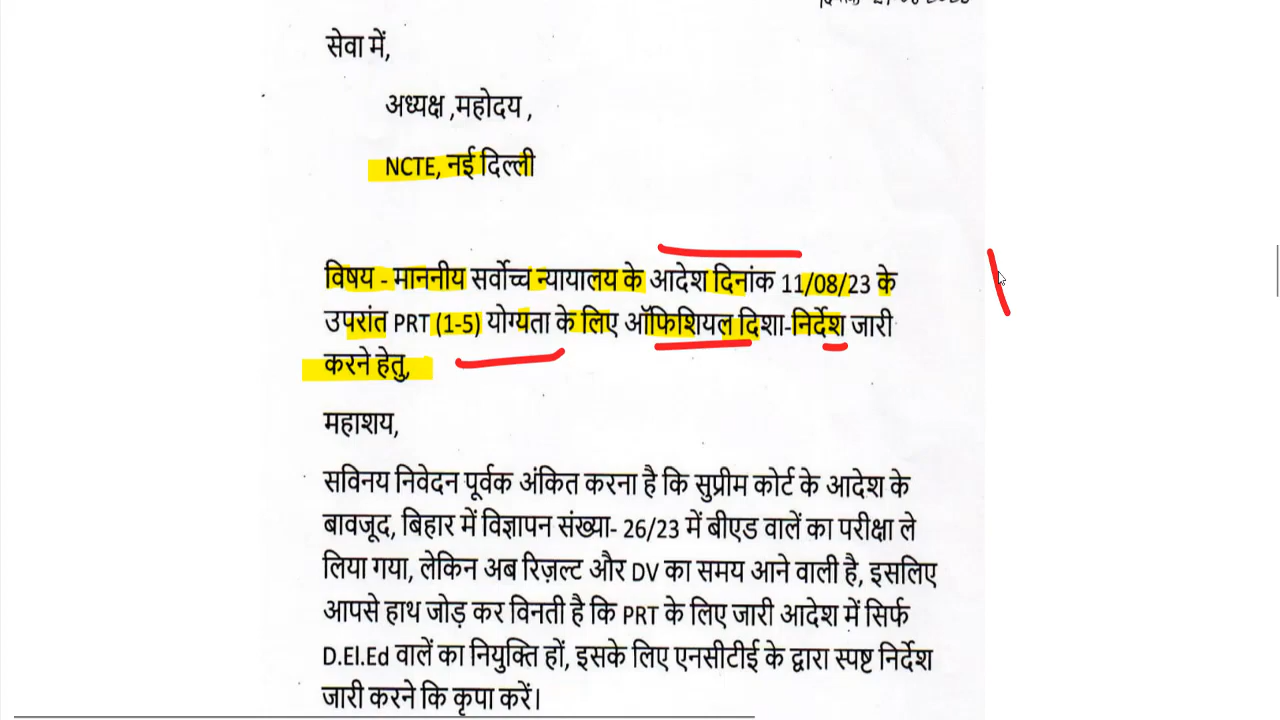 सेवा में,
अध्यक्ष ,महोदय ,
NCTE, नई दिल्ली
विषय - माननीय सर्वोच्च न्यायालय के आदेश दिनांक 11/08/23 के
उपरांत PRT (1-5) योग्यता के लिए ऑफिशियल दिशा-निर्देश जारी
करने हेतु,
महाशय,
सविनय निवेदन पूर्वक अंकित करना है कि सुप्रीम कोर्ट के आदेश के
बावजूद, बिहार में विज्ञापन संख्या- 26/23 में बीएड वालें का परीक्षा ले
लिया गया, लेकिन अब रिज़ल्ट और DV का समय आने वाली है, इसलिए
आपसे हाथ जोड़ कर विनती है कि PRT के लिए जारी आदेश में सिर्फ
D.El.Ed वालें का नियुक्ति हों, इसके लिए एनसीटीई के द्वारा स्पष्ट निर्देश
जारी करने कि कृपा करें।